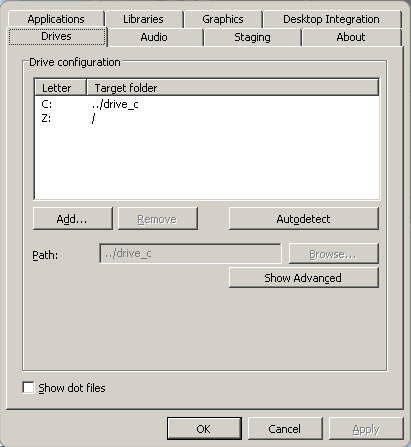 Applications Libraries Graphics Desktop Integration
Drives Audio Staging About
Drive configuration
Letter Target folder
C: ../drive_c
Z: /
Add... Remove Autodetect
Path: ../drive_c Browse...
Show Advanced
Show dot files
OK Cancel Apply